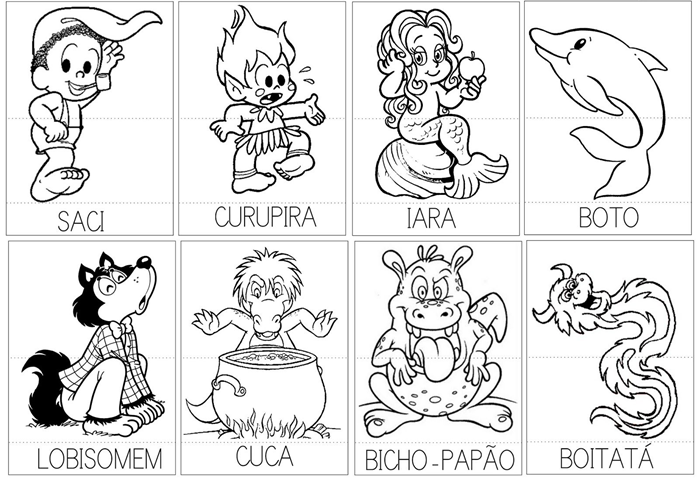 SACI
CURUPIRA
IARA
BOTO
LOBISOMEM
CUCA
BICHO-PAPÃO
BOITATÁ